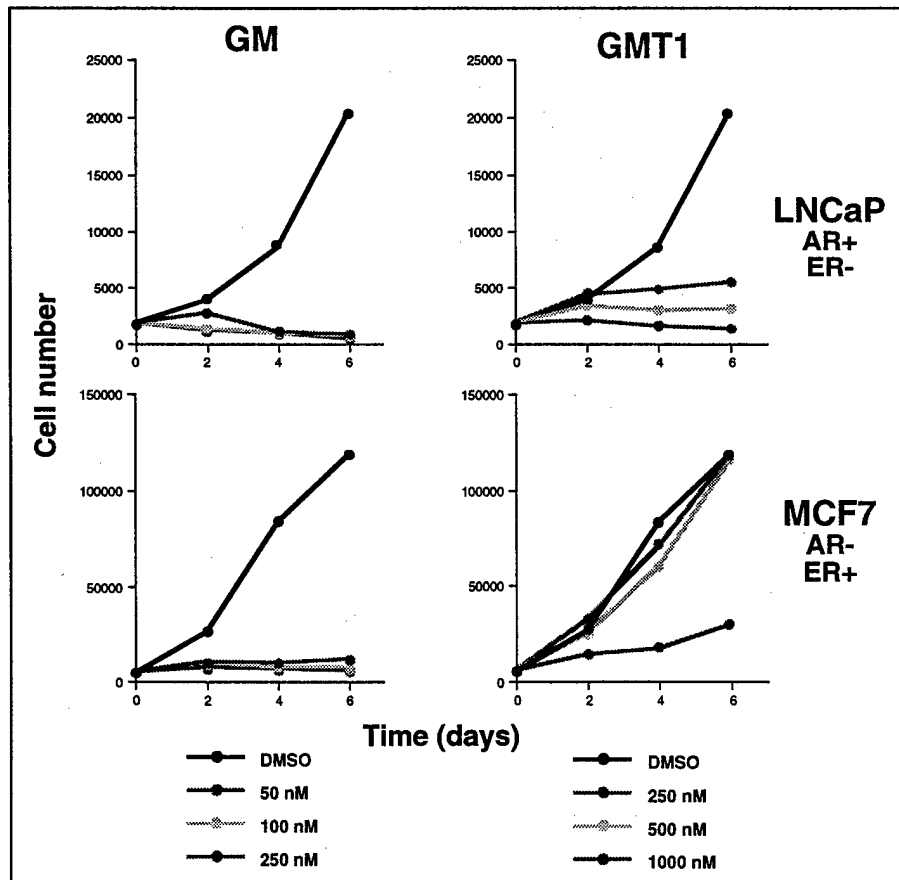 GM
GMT1
25000
20000
15000
10000
5000
0
0 2 4 6
25000
20000
15000
10000
5000
0
0 2 4 6
LNCaP
AR+
ER-
Cell number
150000
100000
50000
0
0 2 4 6
150000
100000
50000
0
0 2 4 6
MCF7
AR-
ER+
Time (days)
DMSO
50 nM
100 nM
250 nM
DMSO
250 nM
500 nM
1000 nM